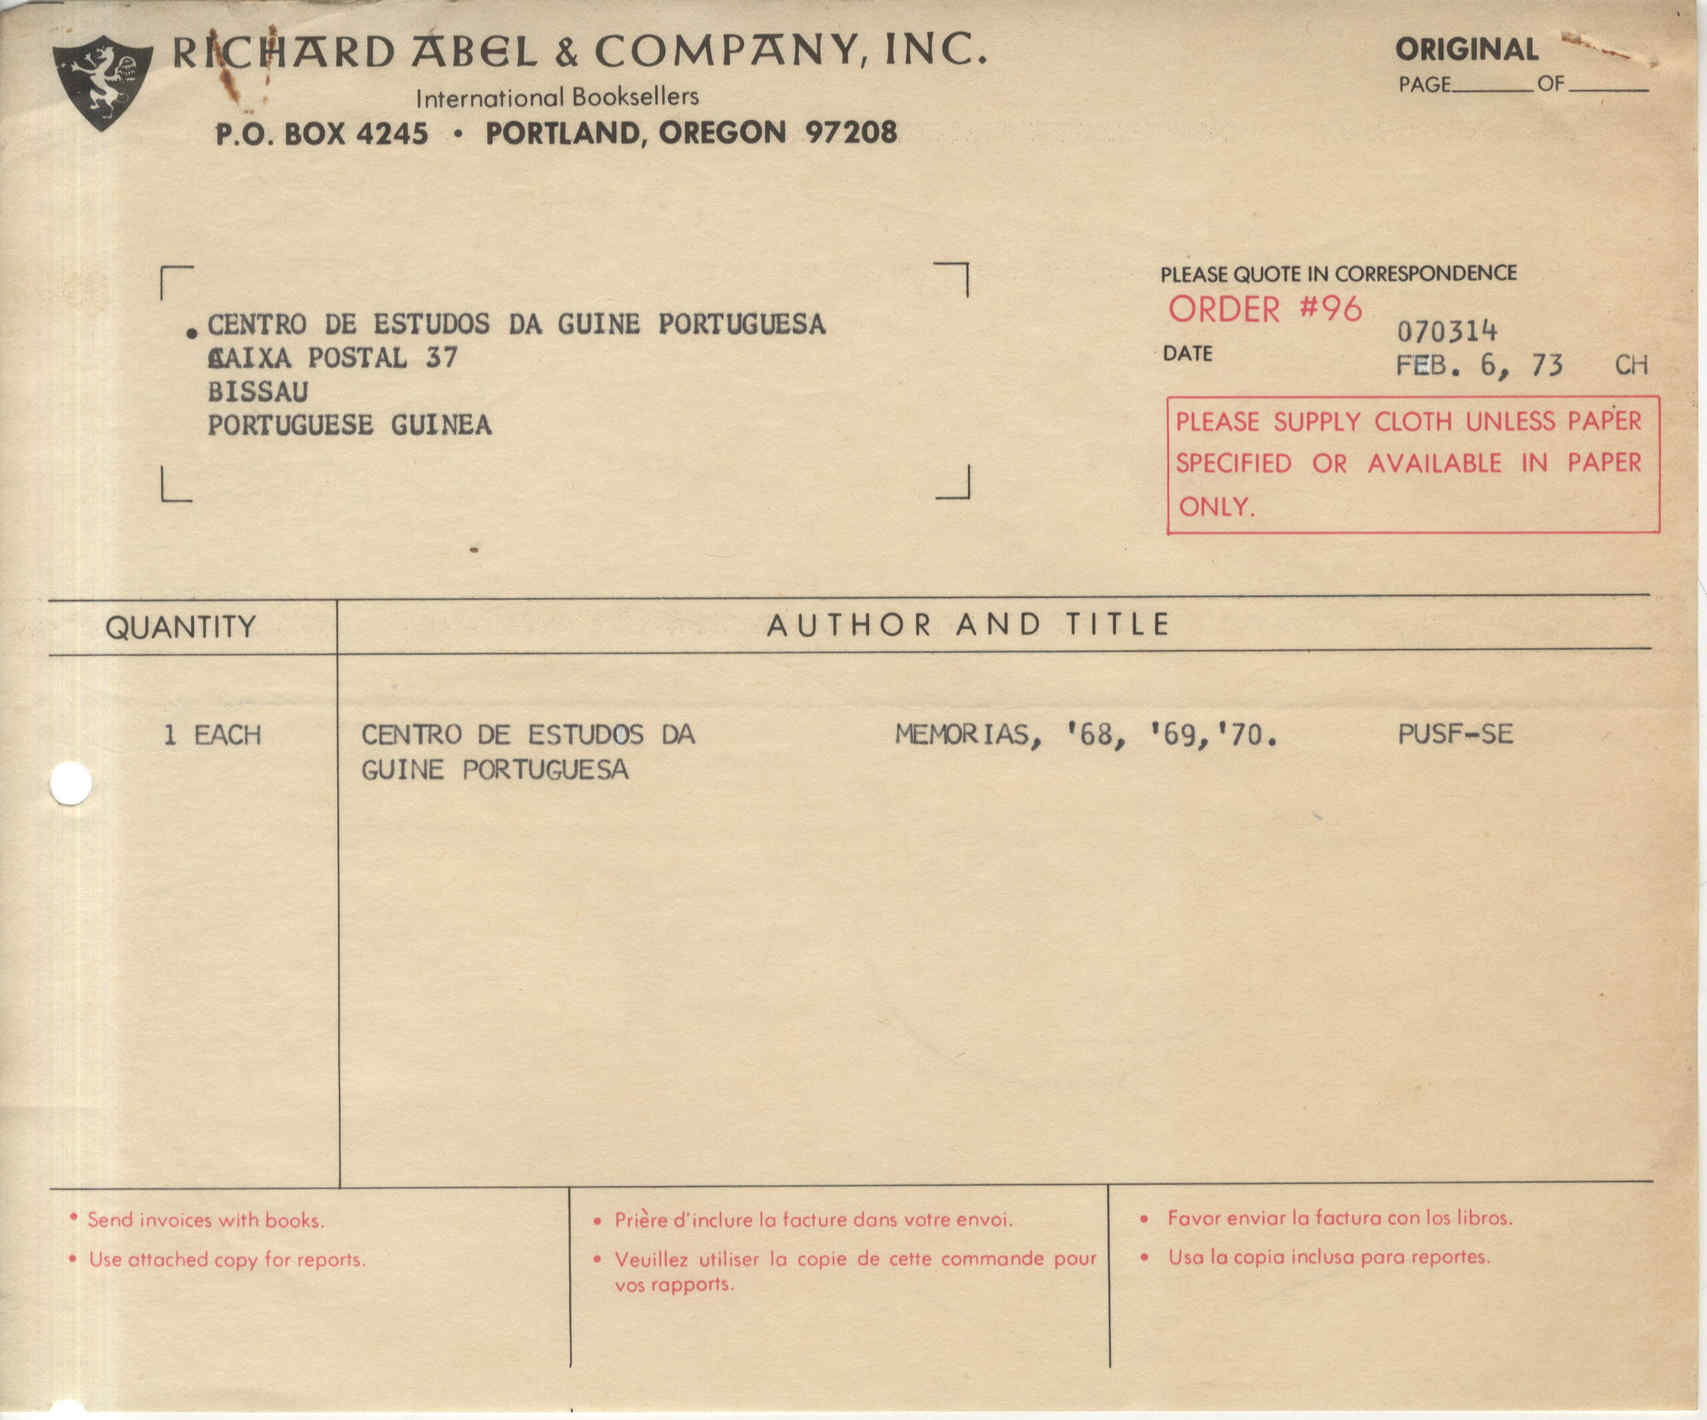 RICHARD ABEL & COMPANY, INC.
International Booksellers
P.O. BOX 4245 • PORTLAND, OREGON 97208
ORIGINAL
PAGE______OF______
CENTRO DE ESTUDOS DA GUINE PORTUGUESA
CAIXA POSTAL 37
BISSAU
PORTUGUESE GUINEA
PLEASE QUOTE IN CORRESPONDENCE
ORDER #96 070314
DATE FEB. 6, 73 CH
PLEASE SUPPLY CLOTH UNLESS PAPER
SPECIFIED OR AVAILABLE IN PAPER
ONLY.
QUANTITY AUTHOR AND TITLE
1 EACH CENTRO DE ESTUDOS DA MEMORIAS, '68, '69,'70. PUSF-SE
GUINE PORTUGUESA
• Send invoices with books.
• Use attached copy for reports.
• Prière d'inclure la facture dans votre envoi.
• Veuillez utiliser la copie de cette commande pour
vos rapports.
• Favor enviar la factura con los libros.
• Usa la copia inclusa para reportes.